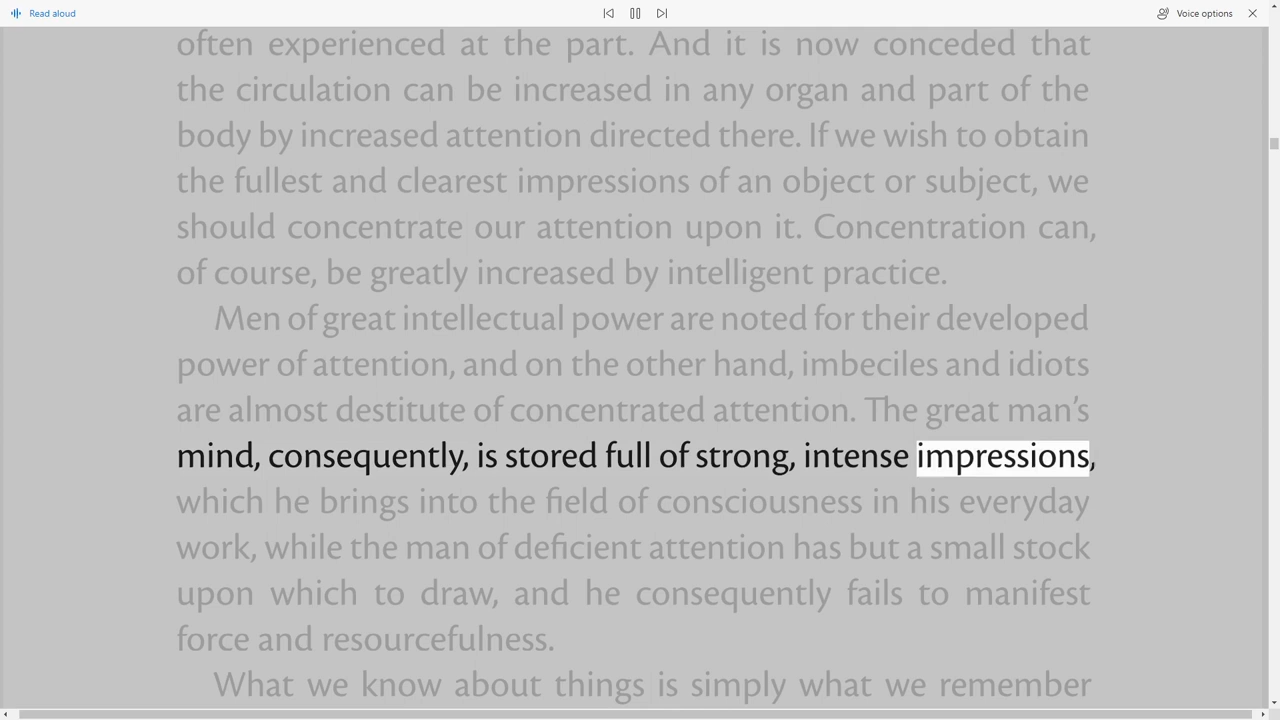 Read aloud
Voice options
often experienced at the part. And it is now conceded that
the circulation can be increased in any organ and part of the
body by increased attention directed there. If we wish to obtain
the fullest and clearest impressions of an object or subject, we
should concentrate our attention upon it. Concentration can,
of course, be greatly increased by intelligent practice.
Men of great intellectual power are noted for their developed
power of attention, and on the other hand, imbeciles and idiots
are almost destitute of concentrated attention. The great man’s
mind, consequently, is stored full of strong, intense impressions,
which he brings into the field of consciousness in his everyday
work, while the man of deficient attention has but a small stock
upon which to draw, and he consequently fails to manifest
force and resourcefulness.
What we know about things is simply what we remember